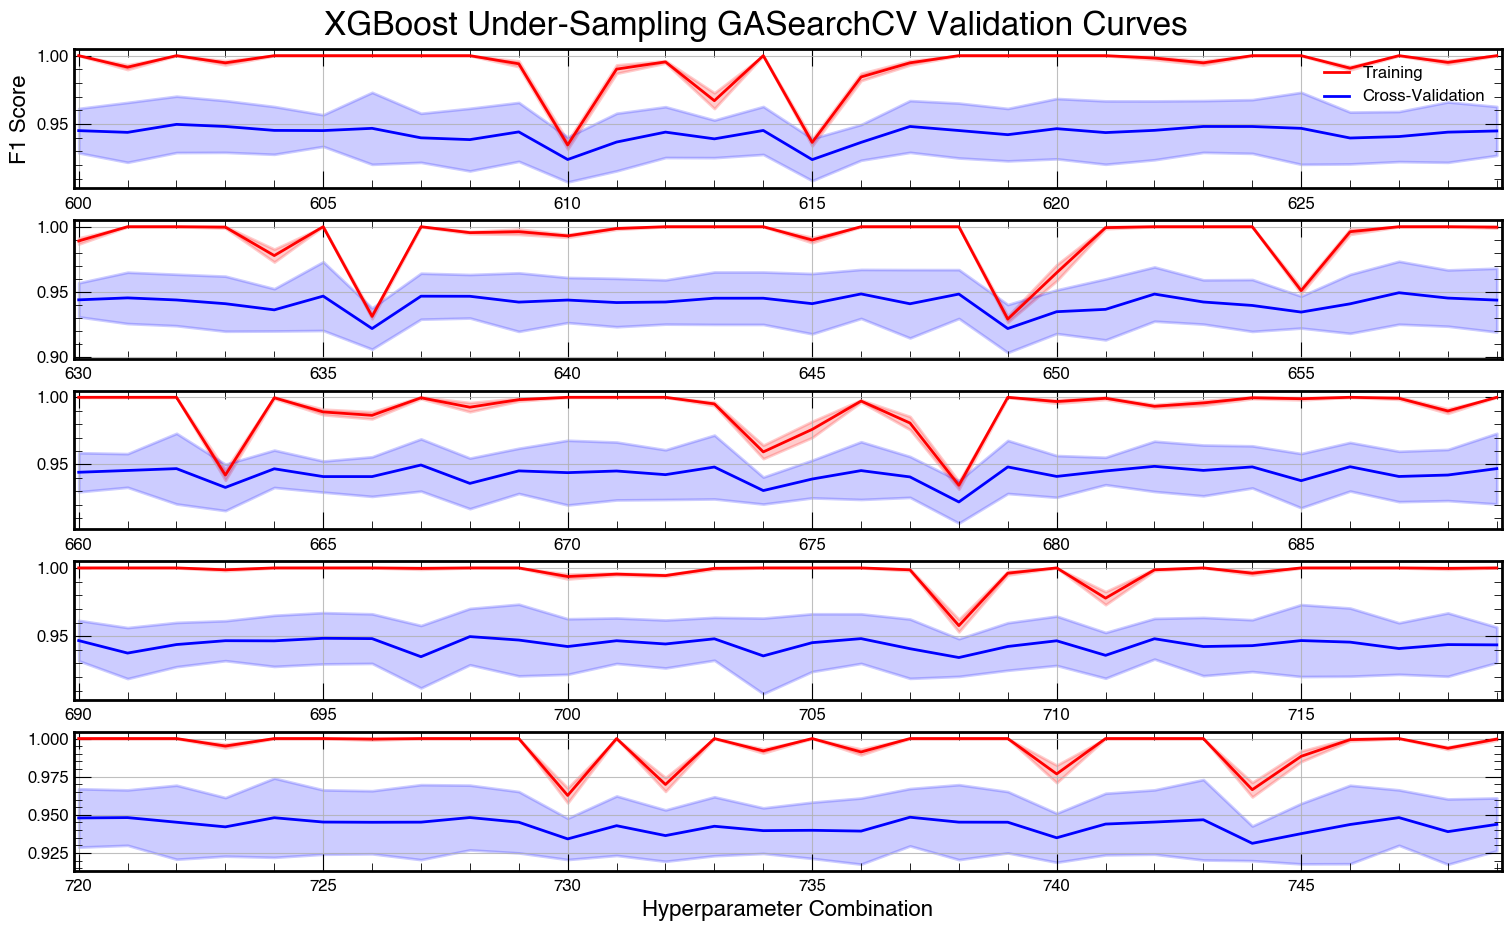 XGBoost Under-Sampling GASearchCV Validation Curves
F1 Score
1.00
0.95
Training
Cross-Validation
600 605 610 615 620 625
1.00
0.95
0.90
630 635 640 645 650 655
1.00
0.95
660 665 670 675 680 685
1.00
0.95
690 695 700 705 710 715
1.000
0.975
0.950
0.925
720 725 730 735 740 745
Hyperparameter Combination